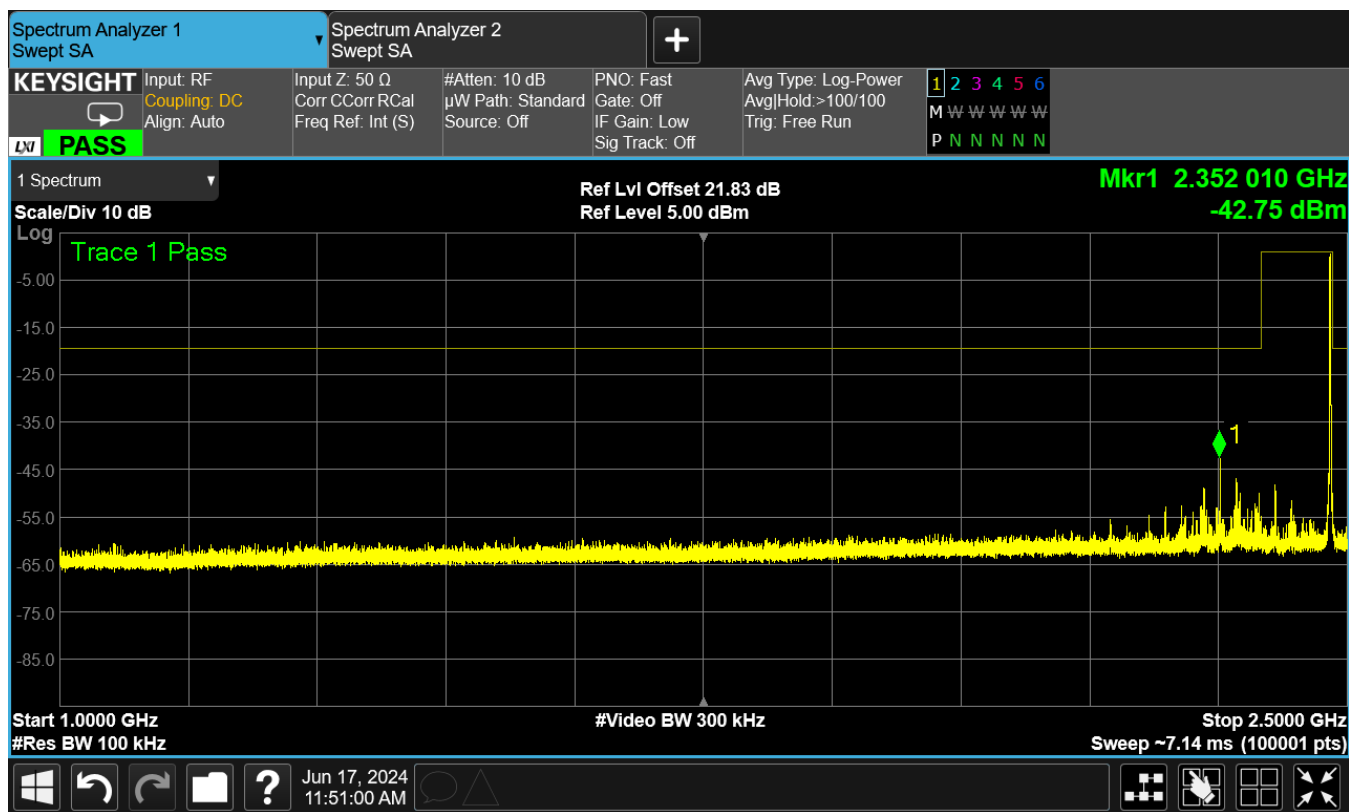 Spectrum Analyzer 1
Swept SA
Spectrum Analyzer 2
Swept SA
KEYSIGHT
LXI
PASS
Input: RF
Coupling: DC
Align: Auto
Input Z: 50 Ω
Corr CCorr RCal
Freq Ref: Int (S)
#Atten: 10 dB
µW Path: Standard
Source: Off
PNO: Fast
Gate: Off
IF Gain: Low
Sig Track: Off
Avg Type: Log-Power
Avg|Hold:>100/100
Trig: Free Run
1 2 3 4 5 6
M W W W W W W
P N N N N N
1 Spectrum
Scale/Div 10 dB
Log
Ref Lvl Offset 21.83 dB
Ref Level 5.00 dBm
Mkr1 2.352 010 GHz
-42.75 dBm
Trace 1 Pass
-5.00
-15.0
-25.0
-35.0
1
-45.0
-55.0
-65.0
-75.0
-85.0
Start 1.0000 GHz
#Res BW 100 kHz
#Video BW 300 kHz
Stop 2.5000 GHz
Sweep ~7.14 ms (100001 pts)
?
Jun 17, 2024
11:51:00 AM